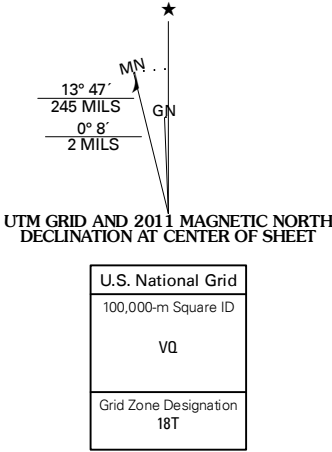 ★
MN
13° 47´
245 MILS
GN
0° 8´
2 MILS
UTM GRID AND 2011 MAGNETIC NORTH
DECLINATION AT CENTER OF SHEET
U.S. National Grid
100,000-m Square ID
VQ
Grid Zone Designation
18T